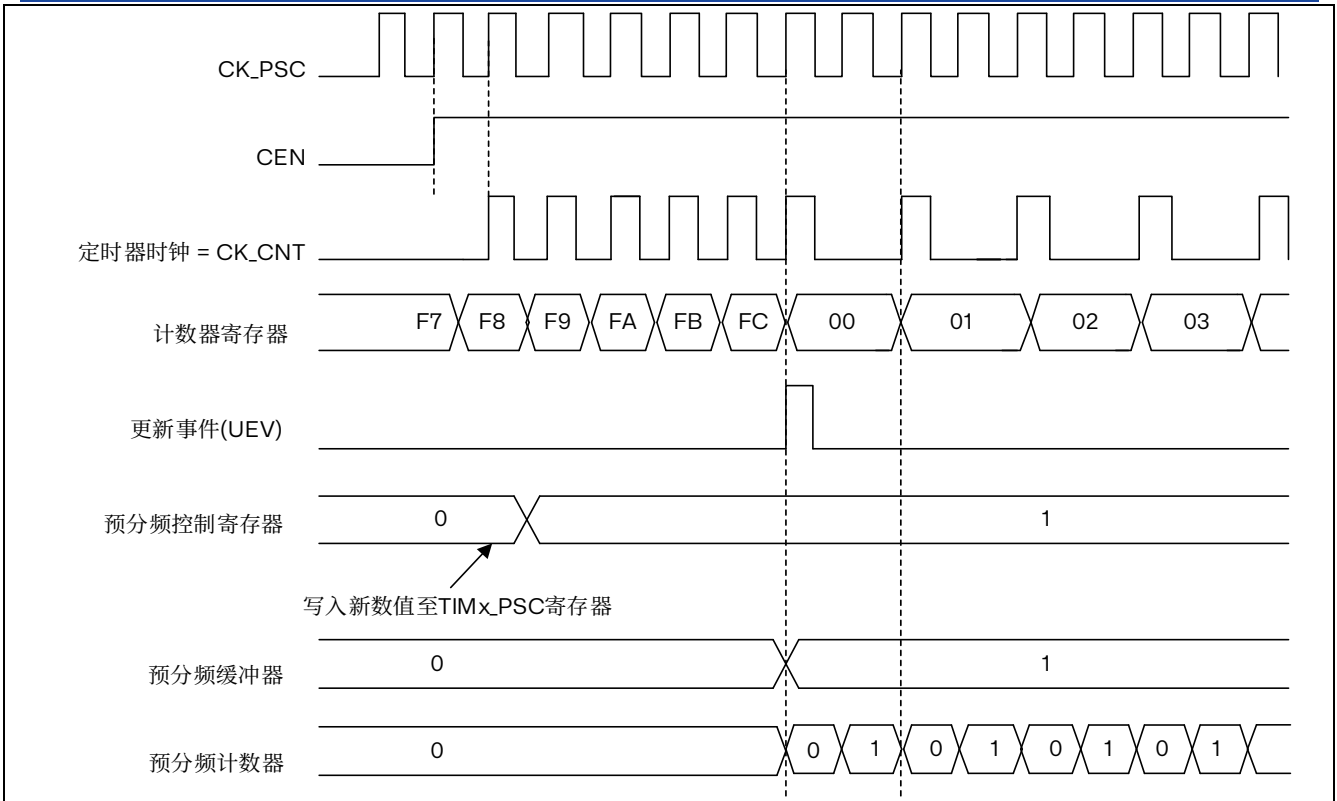 CK_PSC
CEN
定时器时钟 = CK_CNT
计数器寄存器 F7 F8 F9 FA FB FC 00 01 02 03
更新事件(UEV)
预分频控制寄存器 0 1
写入新数值至TIMx_PSC寄存器
预分频缓冲器 0 1
预分频计数器 0 0 1 0 1 0 1 0 1